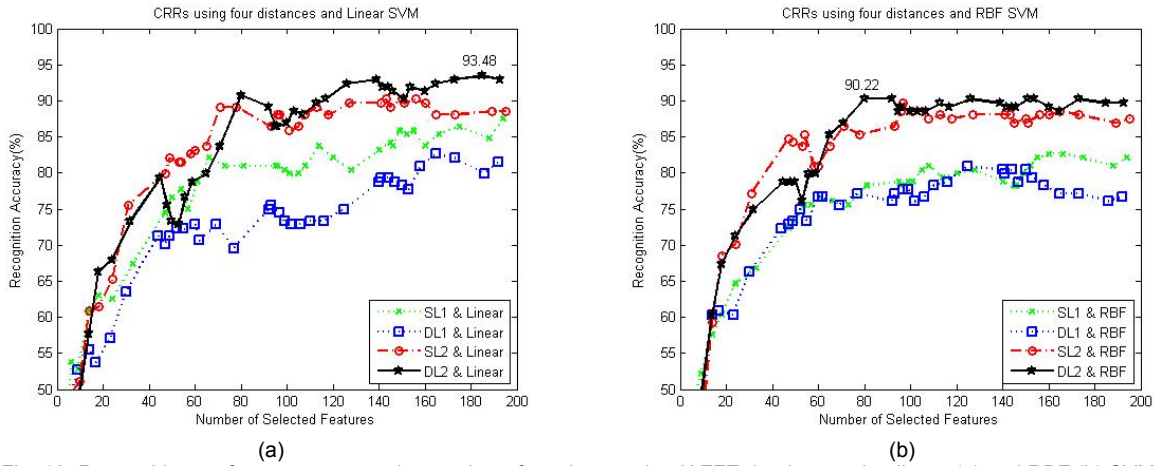 CRRs using four distances and Linear SVM
100
95
90
85
80
75
70
65
60
55
50
Recognition Accuracy(%)
93.48
SL1 & Linear
DL1 & Linear
SL2 & Linear
DL2 & Linear
0 20 40 60 80 100 120 140 160 180 200
Number of Selected Features
(a)
CRRs using four distances and RBF SVM
100
95
90
85
80
75
70
65
60
55
50
Recognition Accuracy(%)
90.22
SL1 & RBF
DL1 & RBF
SL2 & RBF
DL2 & RBF
0 20 40 60 80 100 120 140 160 180 200
Number of Selected Features
(b)